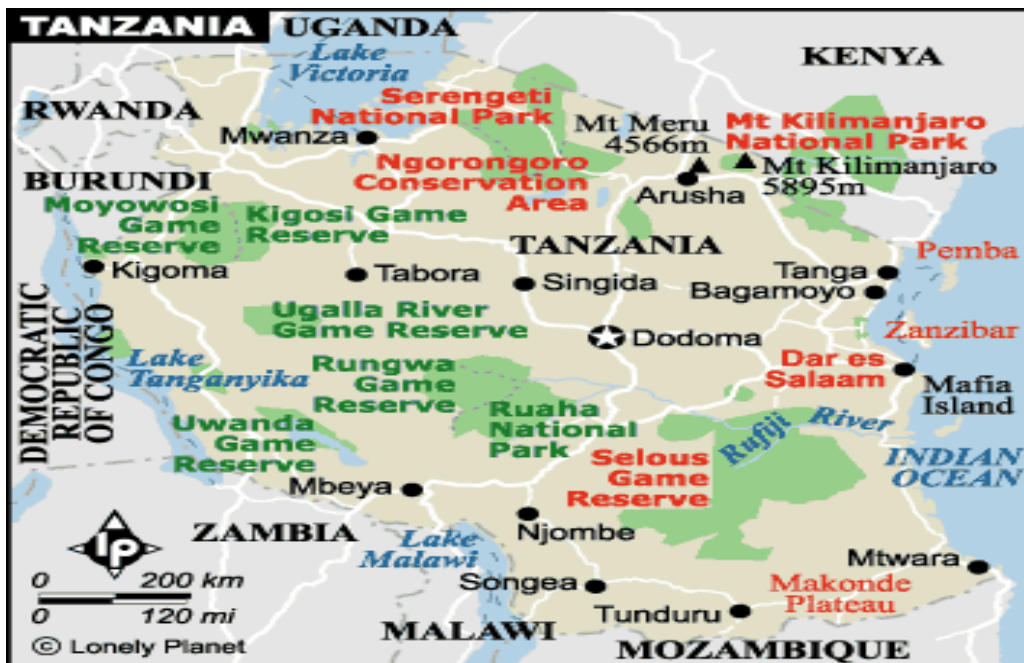 TANZANIA
UGANDA
KENYA
Lake
Victoria
RWANDA
Serengeti
National Park
Mwanza
Mt Meru
4566m
Mt Kilimanjaro
National Park
Mt Kilimanjaro
5895m
Ngorongoro
Conservation
Area
Arusha
BURUNDI
Moyowosi
Game
Reserve
Kigosi Game
Reserve
TANZANIA
Pemba
Kigoma
Tabora
Singida
Tanga
Bagamoyo
DEMOCRATIC
REPUBLIC
OF CONGO
Ugalla River
Game Reserve
Dodoma
Zanzibar
Lake
Tanganyika
Rungwa
Game
Reserve
Dar es
Salaam
Mafia
Island
Uwanda
Game
Reserve
Ruaha
National
Park
Rufiji River
Selous
Game
Reserve
INDIAN
OCEAN
Mbeya
ZAMBIA
Njombe
Lake
Malawi
lp
Mtwara
0 200 km
0 120 mi
Songea
Makonde
Plateau
Tunduru
© Lonely Planet
MALAWI
MOZAMBIQUE